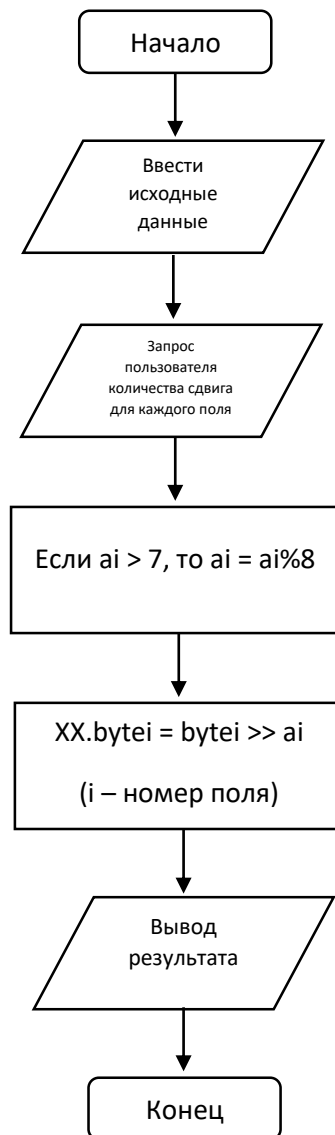 Начало
Ввести
исходные
данные
Запрос
пользователя
количества сдвига
для каждого поля
Если ai > 7, то ai = ai%8
XX.bytei = bytei >> ai
(i – номер поля)
Вывод
результата
Конец